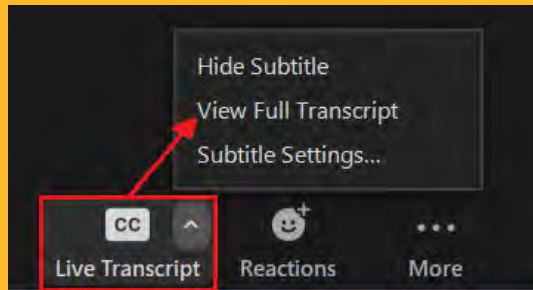 Hide Subtitle
View Full Transcript
Subtitle Settings...
CC
Live Transcript
Reactions
More